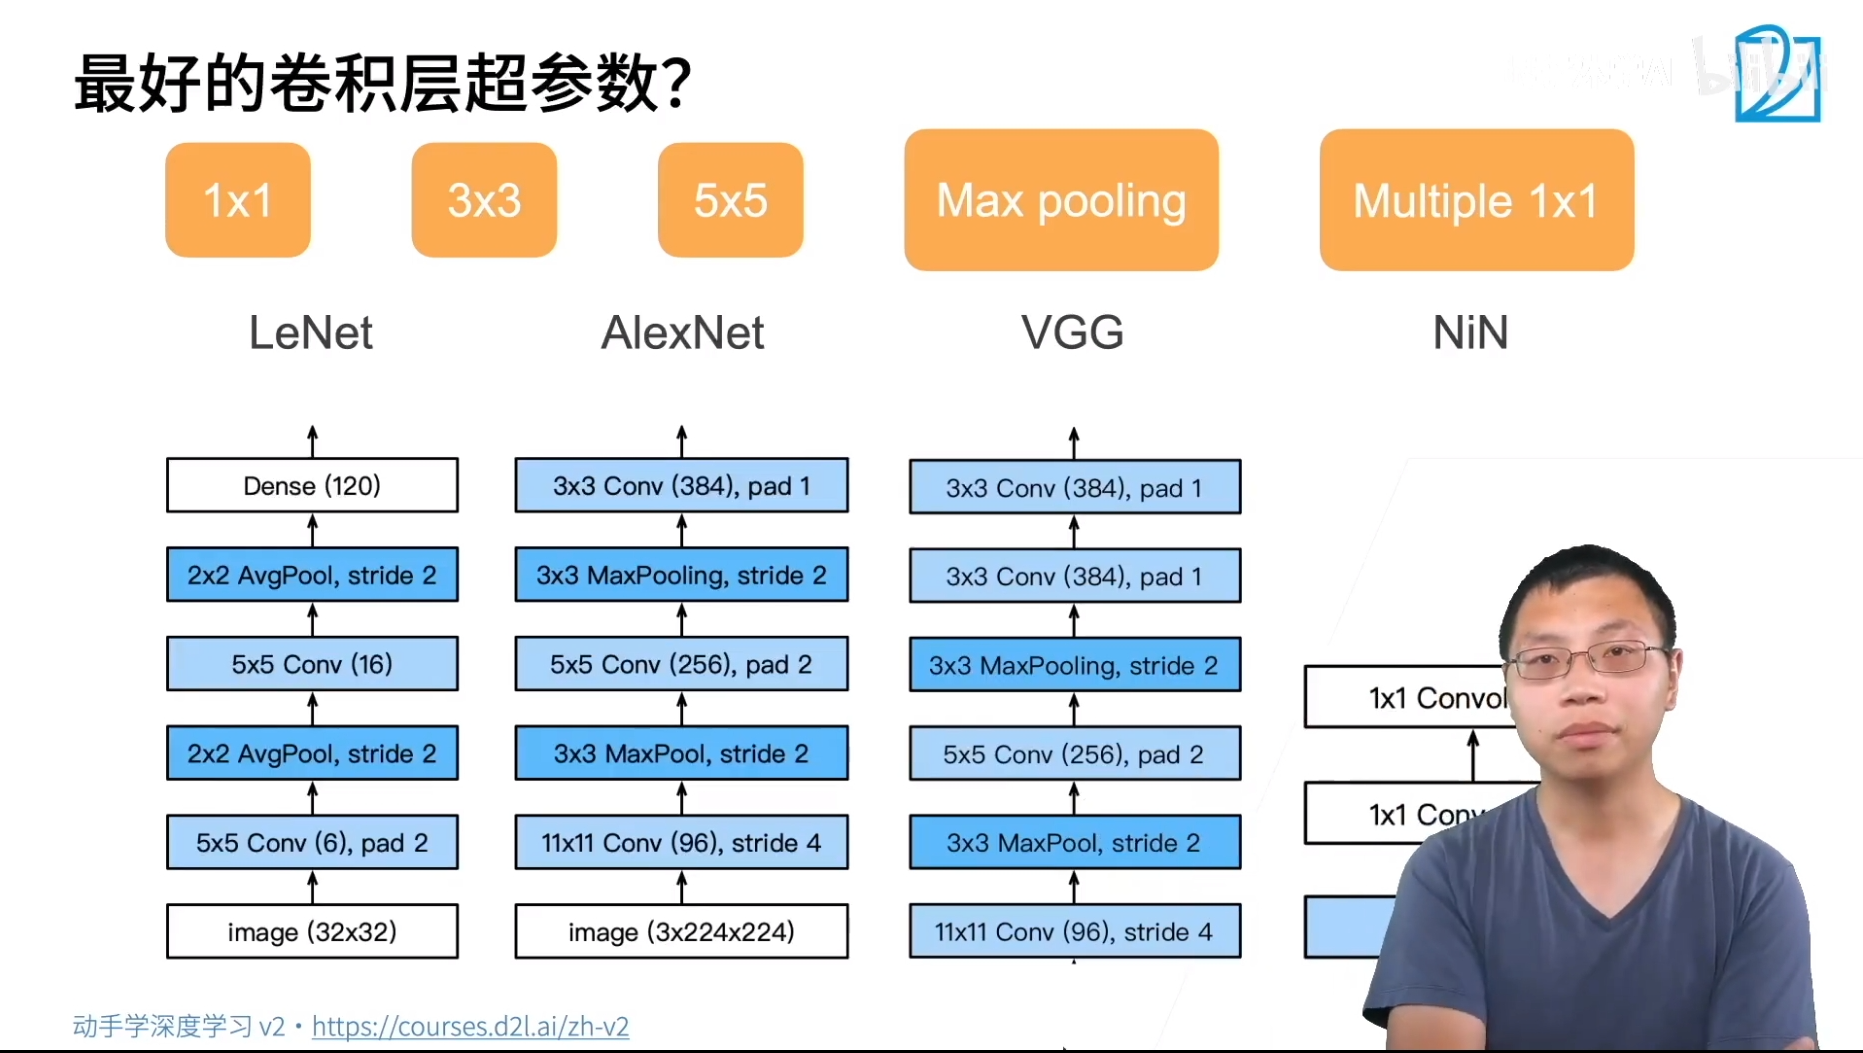 最好的卷积层超参数？
bilibili
1x1
3x3
5x5
Max pooling
Multiple 1x1
LeNet
AlexNet
VGG
NiN
Dense (120)
2x2 AvgPool, stride 2
5x5 Conv (16)
2x2 AvgPool, stride 2
5x5 Conv (6), pad 2
image (32x32)
3x3 Conv (384), pad 1
3x3 MaxPooling, stride 2
5x5 Conv (256), pad 2
3x3 MaxPool, stride 2
11x11 Conv (96), stride 4
image (3x224x224)
3x3 Conv (384), pad 1
3x3 Conv (384), pad 1
3x3 MaxPooling, stride 2
5x5 Conv (256), pad 2
3x3 MaxPool, stride 2
11x11 Conv (96), stride 4
1x1 Convol
1x1 Conv
动手学深度学习 v2 • https://courses.d2l.ai/zh-v2